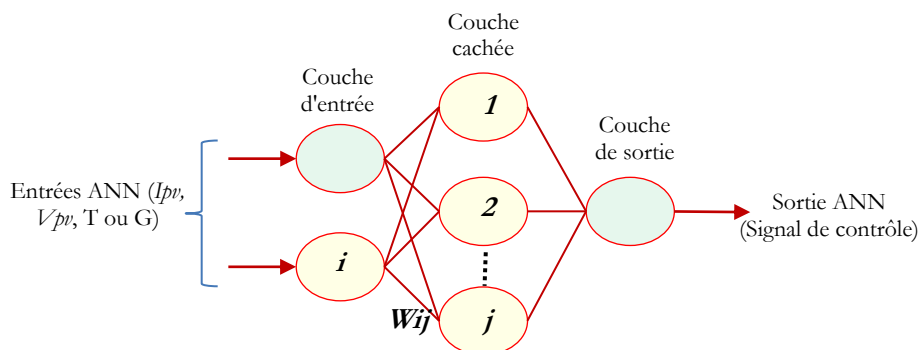 Couche
cachée
Couche
d'entrée
1
Couche
de sortie
Entrées ANN (Ipv,
Vpv, T ou G)
2
Sortie ANN
(Signal de contrôle)
i
Wij
j